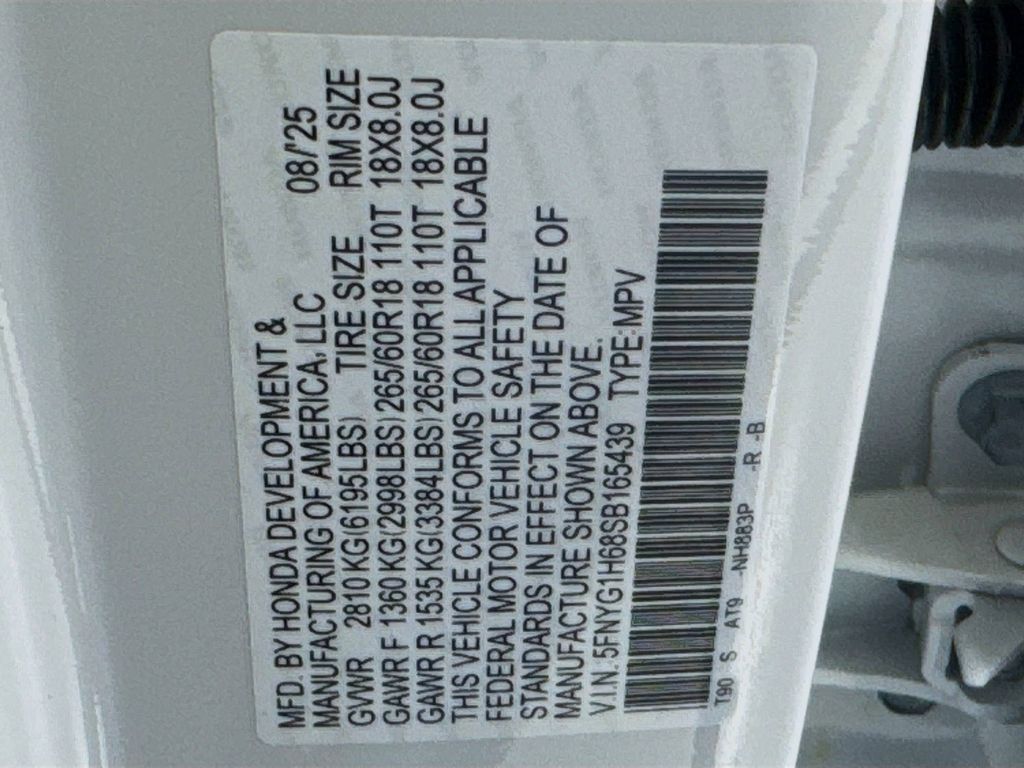 MFD. BY HONDA DEVELOPMENT &
MANUFACTURING OF AMERICA, LLC 08/'25
GVWR 2810 KG(6195LBS) TIRE SIZE RIM SIZE
GAWR F 1360 KG(2998LBS) 265/60R18 110T 18X8.0J
GAWR R 1535 KG(3384LBS) 265/60R18 110T 18X8.0J
THIS VEHICLE CONFORMS TO ALL APPLICABLE
FEDERAL MOTOR VEHICLE SAFETY
STANDARDS IN EFFECT ON THE DATE OF
MANUFACTURE SHOWN ABOVE.
V.I.N. 5FNYG1H68SB165439 TYPE:MPV
T90 S AT9 -NH883P -R -B